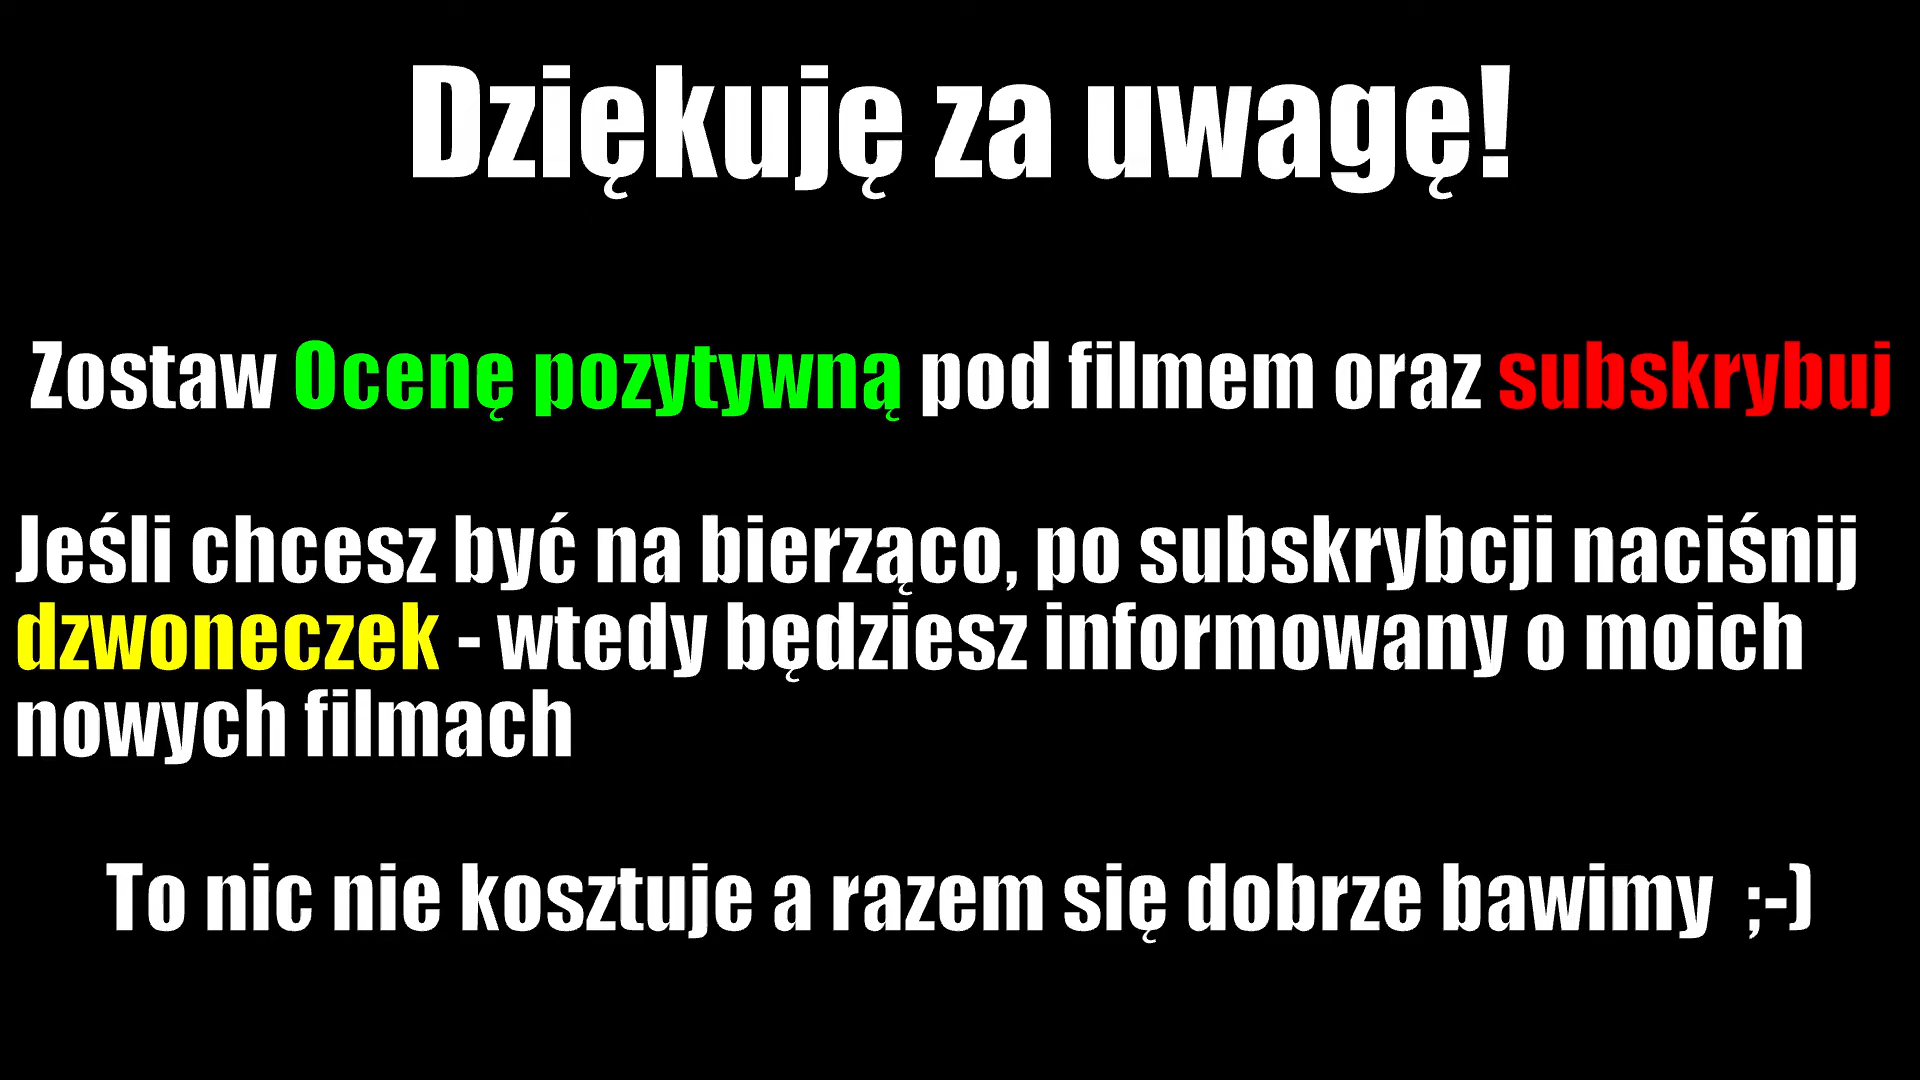 Dziękuję za uwagę!
Zostaw Ocenę pozytywną pod filmem oraz subskrybuj
Jeśli chcesz być na bierząco, po subskrybcji naciśnij
dzwoneczek - wtedy będziesz informowany o moich
nowych filmach
To nic nie kosztuje a razem się dobrze bawimy ;-)